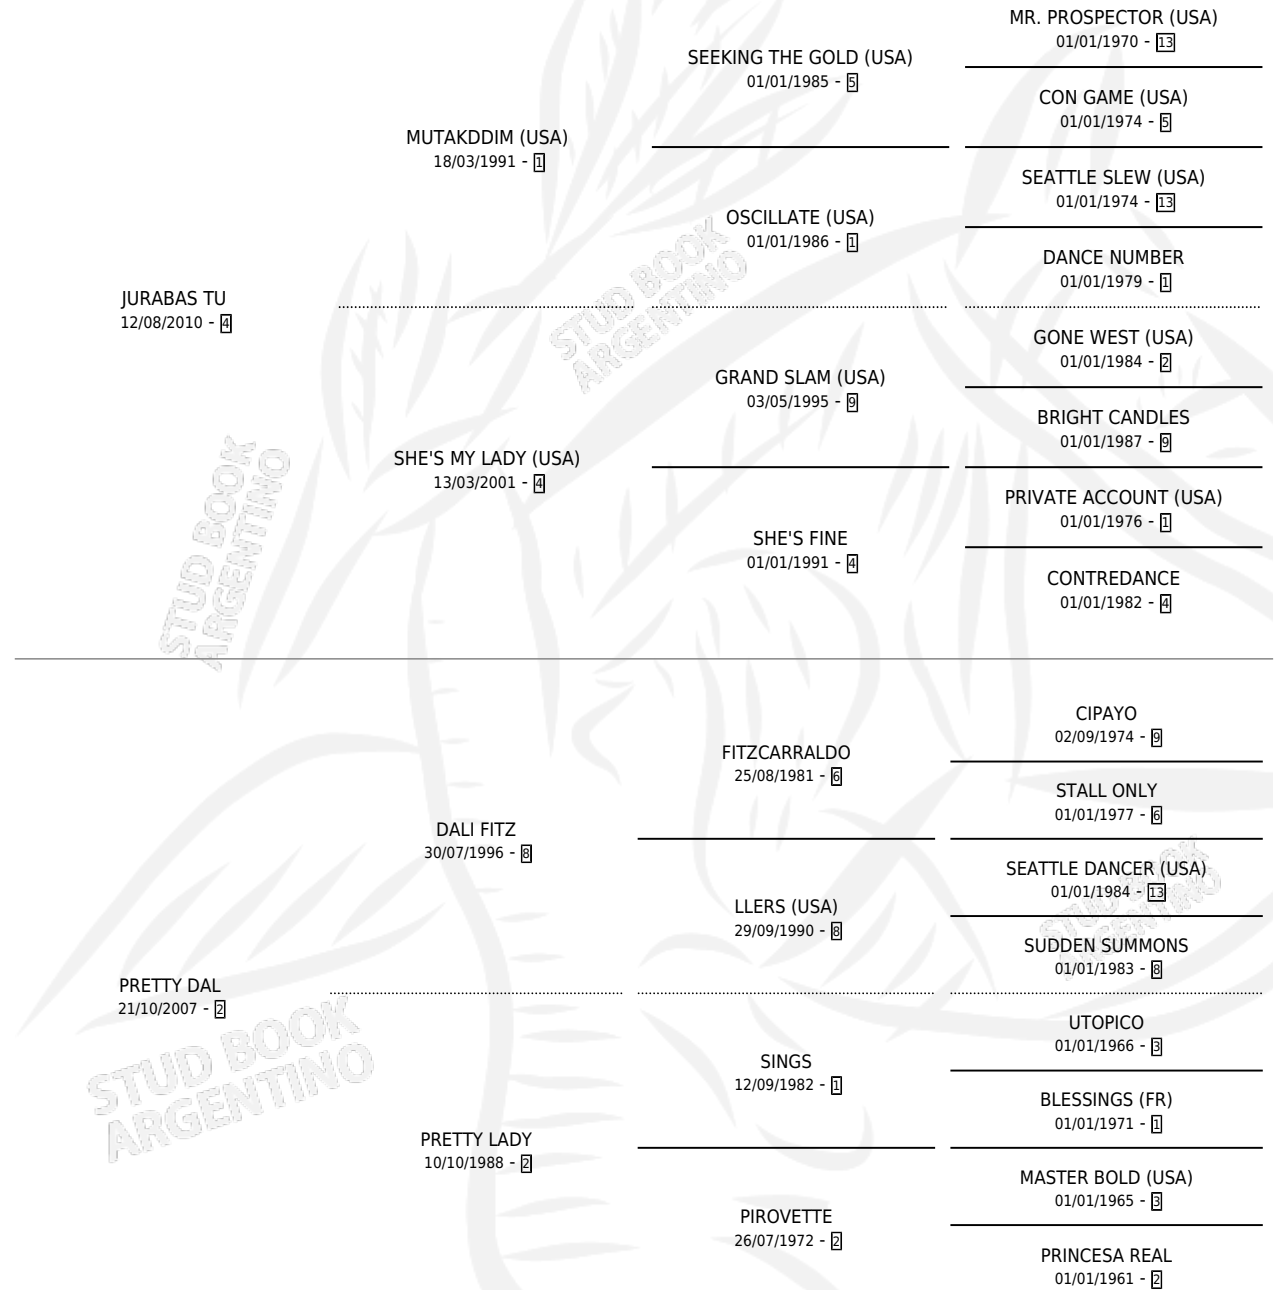 MR. PROSPECTOR (USA)
01/01/1970 - 13
SEEKING THE GOLD (USA)
01/01/1985 - 5
CON GAME (USA)
01/01/1974 - 5
MUTAKDDIM (USA)
18/03/1991 - 1
SEATTLE SLEW (USA)
01/01/1974 - 13
OSCILLATE (USA)
01/01/1986 - 1
DANCE NUMBER
01/01/1979 - 1
JURABAS TU
12/08/2010 - 4
STUD BOOK
ARGENTINO
GONE WEST (USA)
01/01/1984 - 2
GRAND SLAM (USA)
03/05/1995 - 9
BRIGHT CANDLES
01/01/1987 - 9
SHE'S MY LADY (USA)
13/03/2001 - 4
PRIVATE ACCOUNT (USA)
01/01/1976 - 1
SHE'S FINE
01/01/1991 - 4
CONTREDANCE
01/01/1982 - 4
STUD BOOK
ARGENTINO
CIPAYO
02/09/1974 - 9
FITZCARRALDO
25/08/1981 - 6
STALL ONLY
01/01/1977 - 6
DALI FITZ
30/07/1996 - 8
SEATTLE DANCER (USA)
01/01/1984 - 13
LLERS (USA)
29/09/1990 - 8
SUDDEN SUMMONS
01/01/1983 - 8
STUD BOOK
ARGENTINO
PRETTY DAL
21/10/2007 - 2
UTOPICO
01/01/1966 - 3
SINGS
12/09/1982 - 1
BLESSINGS (FR)
01/01/1971 - 1
STUD BOOK
ARGENTINO
PRETTY LADY
10/10/1988 - 2
MASTER BOLD (USA)
01/01/1965 - 3
PIROVETTE
26/07/1972 - 2
PRINCESA REAL
01/01/1961 - 2